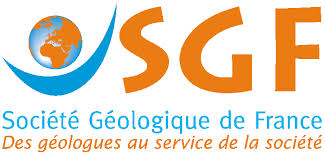 SGF
Société Géologique de France
Des géologues au service de la société